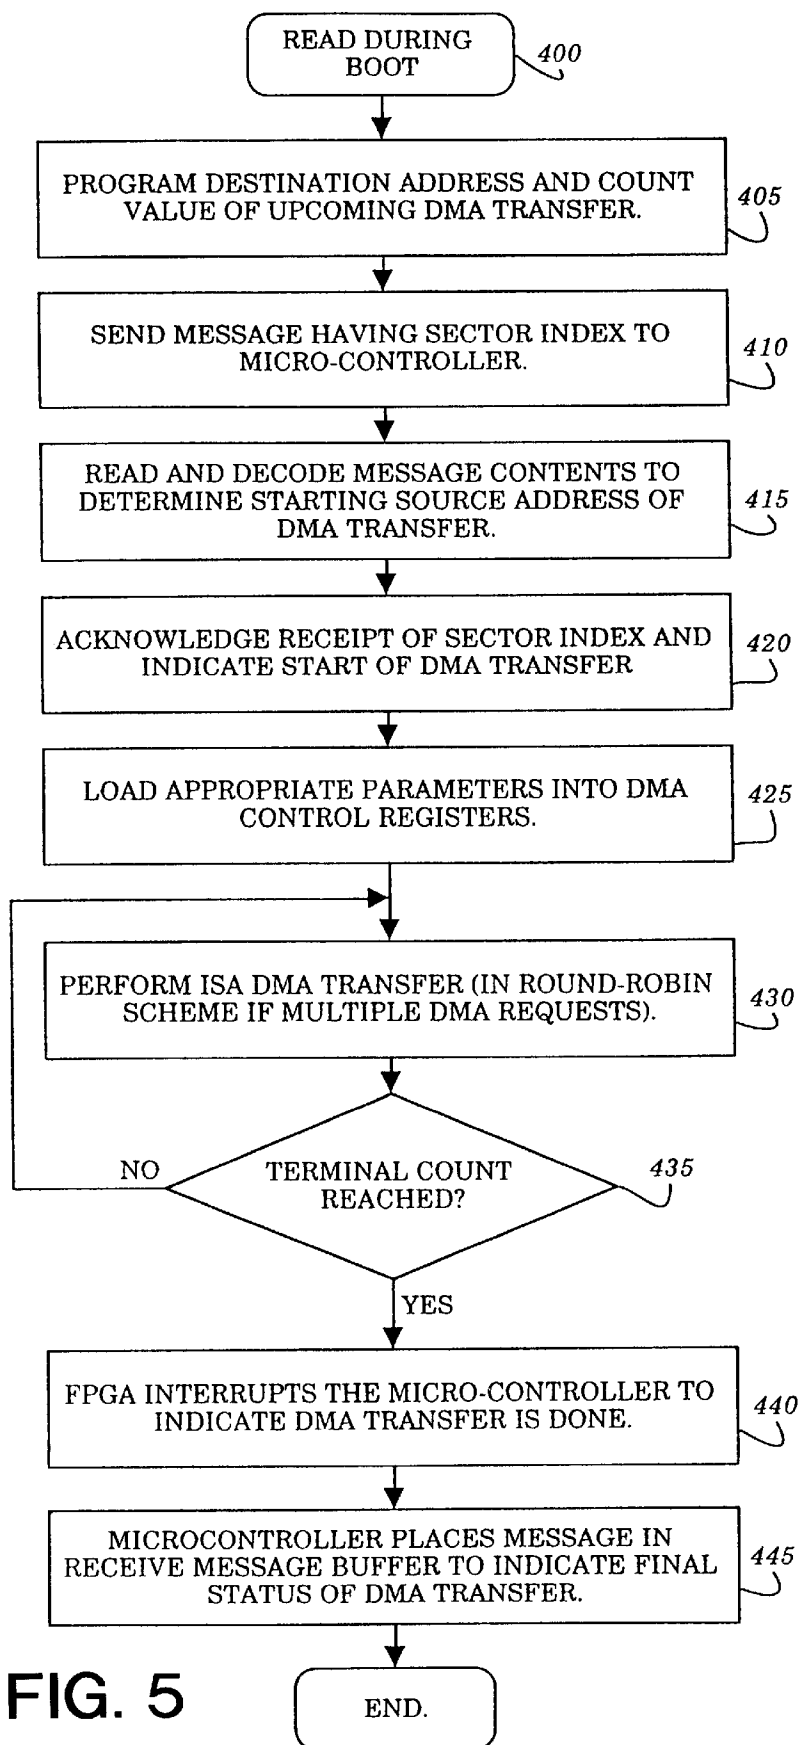 READ DURING
BOOT
400
PROGRAM DESTINATION ADDRESS AND COUNT
VALUE OF UPCOMING DMA TRANSFER.
405
SEND MESSAGE HAVING SECTOR INDEX TO
MICRO-CONTROLLER.
410
READ AND DECODE MESSAGE CONTENTS TO
DETERMINE STARTING SOURCE ADDRESS OF
DMA TRANSFER.
415
ACKNOWLEDGE RECEIPT OF SECTOR INDEX AND
INDICATE START OF DMA TRANSFER
420
LOAD APPROPRIATE PARAMETERS INTO DMA
CONTROL REGISTERS.
425
PERFORM ISA DMA TRANSFER (IN ROUND-ROBIN
SCHEME IF MULTIPLE DMA REQUESTS).
430
NO
TERMINAL COUNT
REACHED?
435
YES
FPGA INTERRUPTS THE MICRO-CONTROLLER TO
INDICATE DMA TRANSFER IS DONE.
440
MICROCONTROLLER PLACES MESSAGE IN
RECEIVE MESSAGE BUFFER TO INDICATE FINAL
STATUS OF DMA TRANSFER.
445
END.
FIG. 5